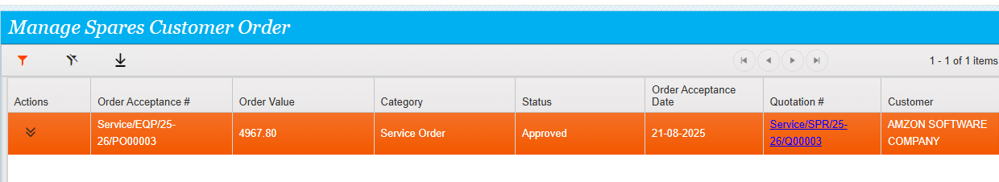 Manage Spares Customer Order
1 - 1 of 1 items
Actions
Order Acceptance #
Order Value
Category
Status
Order Acceptance
Date
Quotation #
Customer
Service/EQP/25-
26/PO00003
4967.80
Service Order
Approved
21-08-2025
Service/SPR/25-
26/Q00003
AMZON SOFTWARE
COMPANY